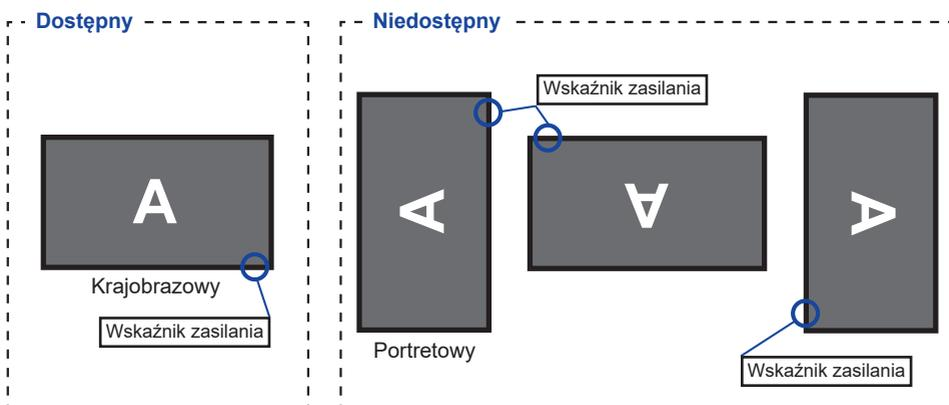 Dostępny
Niedostępny
Wskaźnik zasilania
A
A
A
A
Krajobrazowy
Wskaźnik zasilania
Portretowy
Wskaźnik zasilania